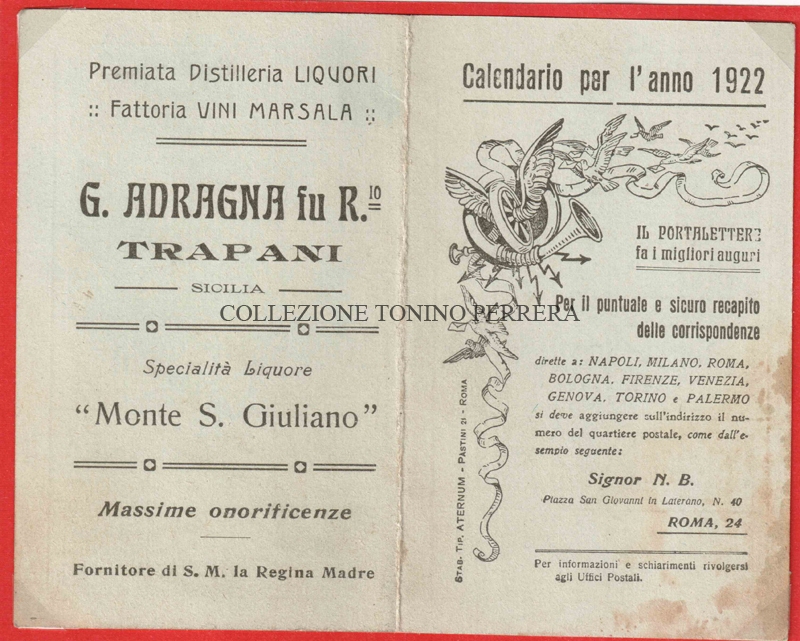 Premiata Distilleria LIQUORI
:: Fattoria VINI MARSALA ::
G. ADRAGNA fu R.io
TRAPANI
SICILIA
Specialità Liquore
"Monte S. Giuliano"
Massime onorificenze
Fornitore di S. M. la Regina Madre
Calendario per l'anno 1922
IL PORTALETTERE
fa i migliori auguri
Per il puntuale e sicuro recapito
delle corrispondenze
dirette a: NAPOLI, MILANO, ROMA,
BOLOGNA, FIRENZE, VENEZIA,
GENOVA, TORINO e PALERMO
si deve aggiungere sull'indirizzo il nu-
mero del quartiere postale, come dall'e-
sempio seguente:
Signor N. B.
Piazza San Giovanni in Laterano, N. 40
ROMA, 24
Per informazioni e schiarimenti rivolgersi
agli Uffici Postali.
STAB. TIP. ATERNUM - PASTINI 21 - ROMA
COLLEZIONE TONINO PERRERA